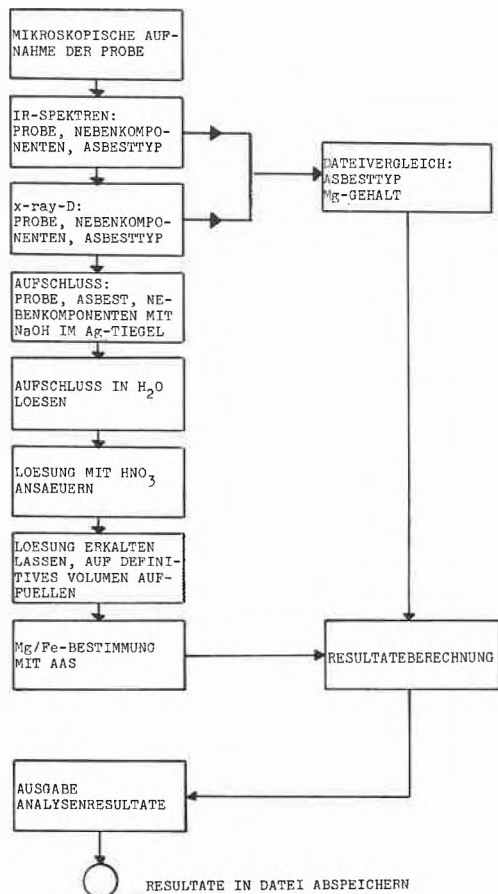 MIKROSKOPISCHE AUF-
NAHME DER PROBE
IR-SPEKTREN:
PROBE, NEBENKOMPO-
NENTEN, ASBESTTYP
x-ray-D:
PROBE, NEBENKOMPO-
NENTEN, ASBESTTYP
DATEIVERGLEICH:
ASBESTTYP
Mg-GEHALT
AUFSCHLUSS:
PROBE, ASBEST, NE-
BENKOMPONENTEN MIT
NaOH IM Ag-TIEGEL
AUFSCHLUSS IN H2O
LOESEN
LOESUNG MIT HNO3
ANSAEUERN
LOESUNG ERKALTEN
LASSEN, AUF DEFINI-
TIVES VOLUMEN AUF-
FUELLEN
Mg/Fe-BESTIMMUNG
MIT AAS
RESULTATEBERECHNUNG
AUSGABE
ANALYSENRESULTATE
RESULTATE IN DATEI ABSPEICHERN